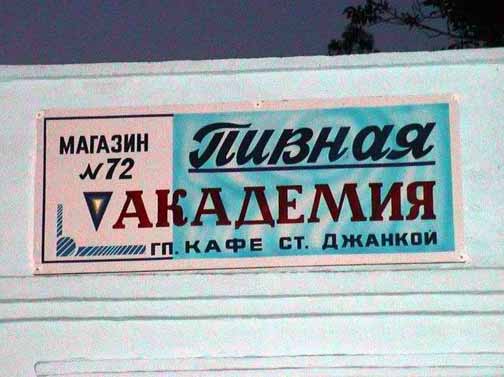 МАГАЗИН
№72
Пивная
АКАДЕМИЯ
ГП. КАФЕ СТ. ДЖАНКОЙ